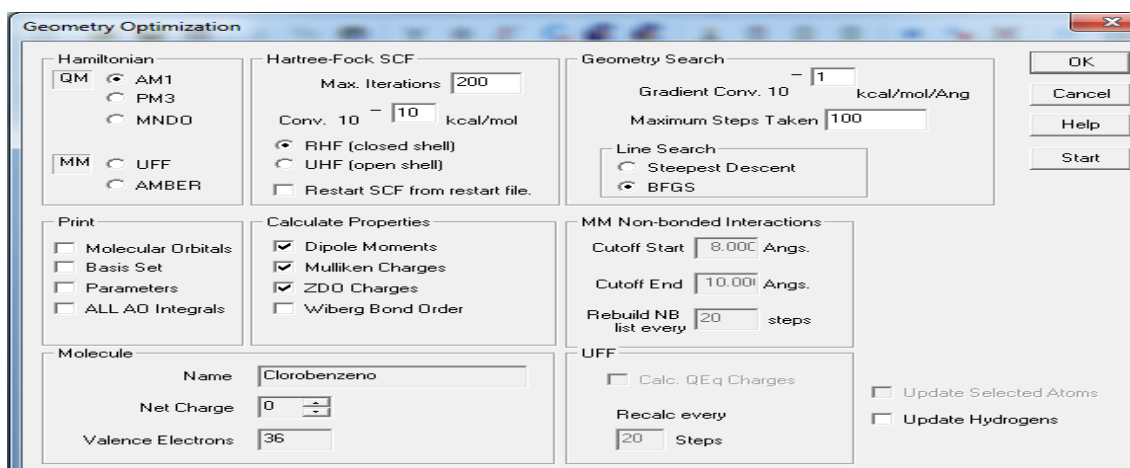 Geometry Optimization
Hamiltonian
QM AM1
PM3
MNDO
MM UFF
AMBER
Hartree-Fock SCF
Max. Iterations 200
Conv. 10 - 10 kcal/mol
RHF (closed shell)
UHF (open shell)
Restart SCF from restart file.
Geometry Search
Gradient Conv. 10 - 1 kcal/mol/Ang
Maximum Steps Taken 100
Line Search
Steepest Descent
BFGS
OK
Cancel
Help
Start
Print
Molecular Orbitals
Basis Set
Parameters
ALL AO Integrals
Calculate Properties
Dipole Moments
Mulliken Charges
ZDO Charges
Wiberg Bond Order
MM Non-bonded Interactions
Cutoff Start 8.000 Angs.
Cutoff End 10.00 Angs.
Rebuild NB
list every 20 steps
Molecule
Name Clorobenzeno
Net Charge 0
Valence Electrons 36
UFF
Calc. QEq Charges
Recalc every
20 Steps
Update Selected Atoms
Update Hydrogens